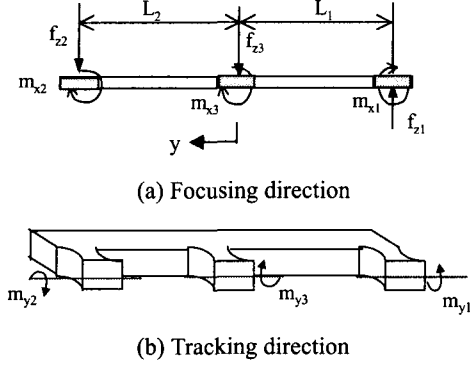 L2 L1
fz2 fz3
mx2 mx3 mx1
y fz1
(a) Focusing direction
my2 my3 my1
(b) Tracking direction